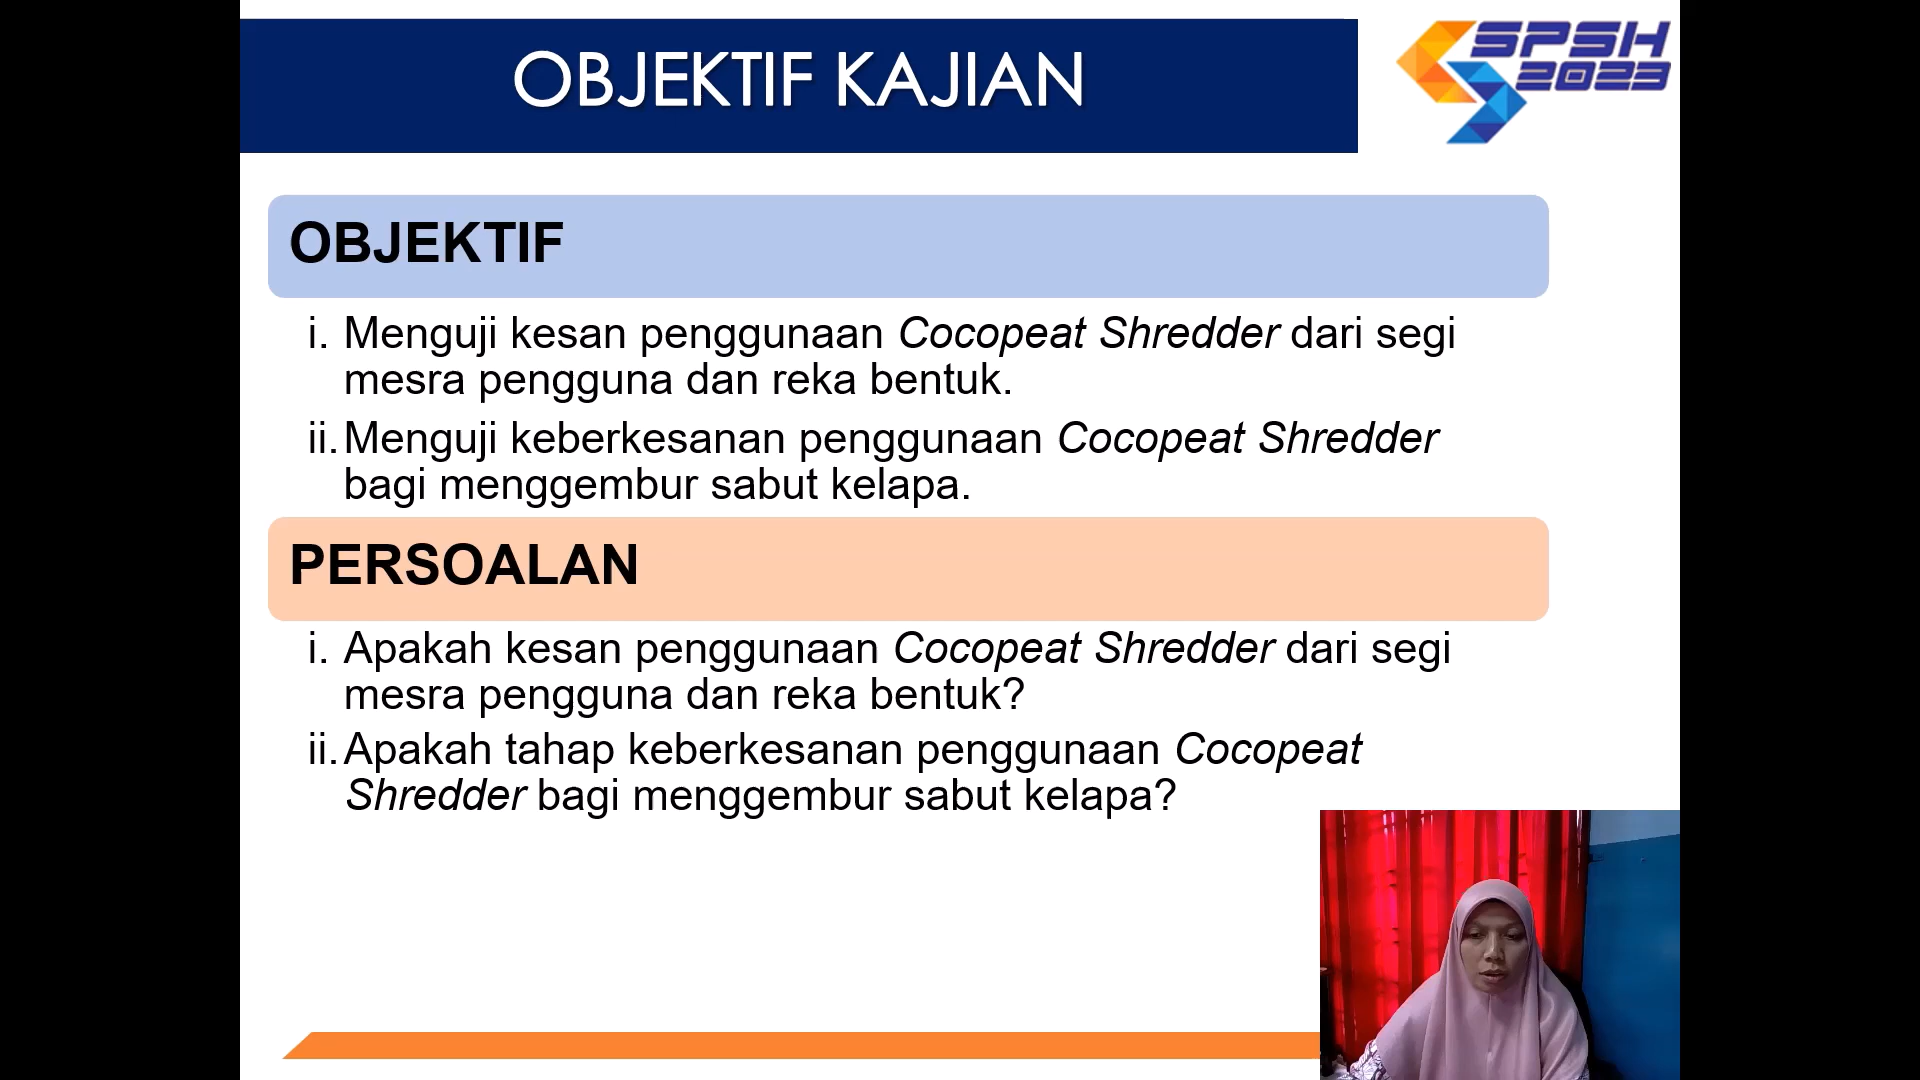 OBJEKTIF KAJIAN
SPSH
2023
OBJEKTIF
i. Menguji kesan penggunaan Cocopeat Shredder dari segi
mesra pengguna dan reka bentuk.
ii. Menguji keberkesanan penggunaan Cocopeat Shredder
bagi menggembur sabut kelapa.
PERSOALAN
i. Apakah kesan penggunaan Cocopeat Shredder dari segi
mesra pengguna dan reka bentuk?
ii. Apakah tahap keberkesanan penggunaan Cocopeat
Shredder bagi menggembur sabut kelapa?